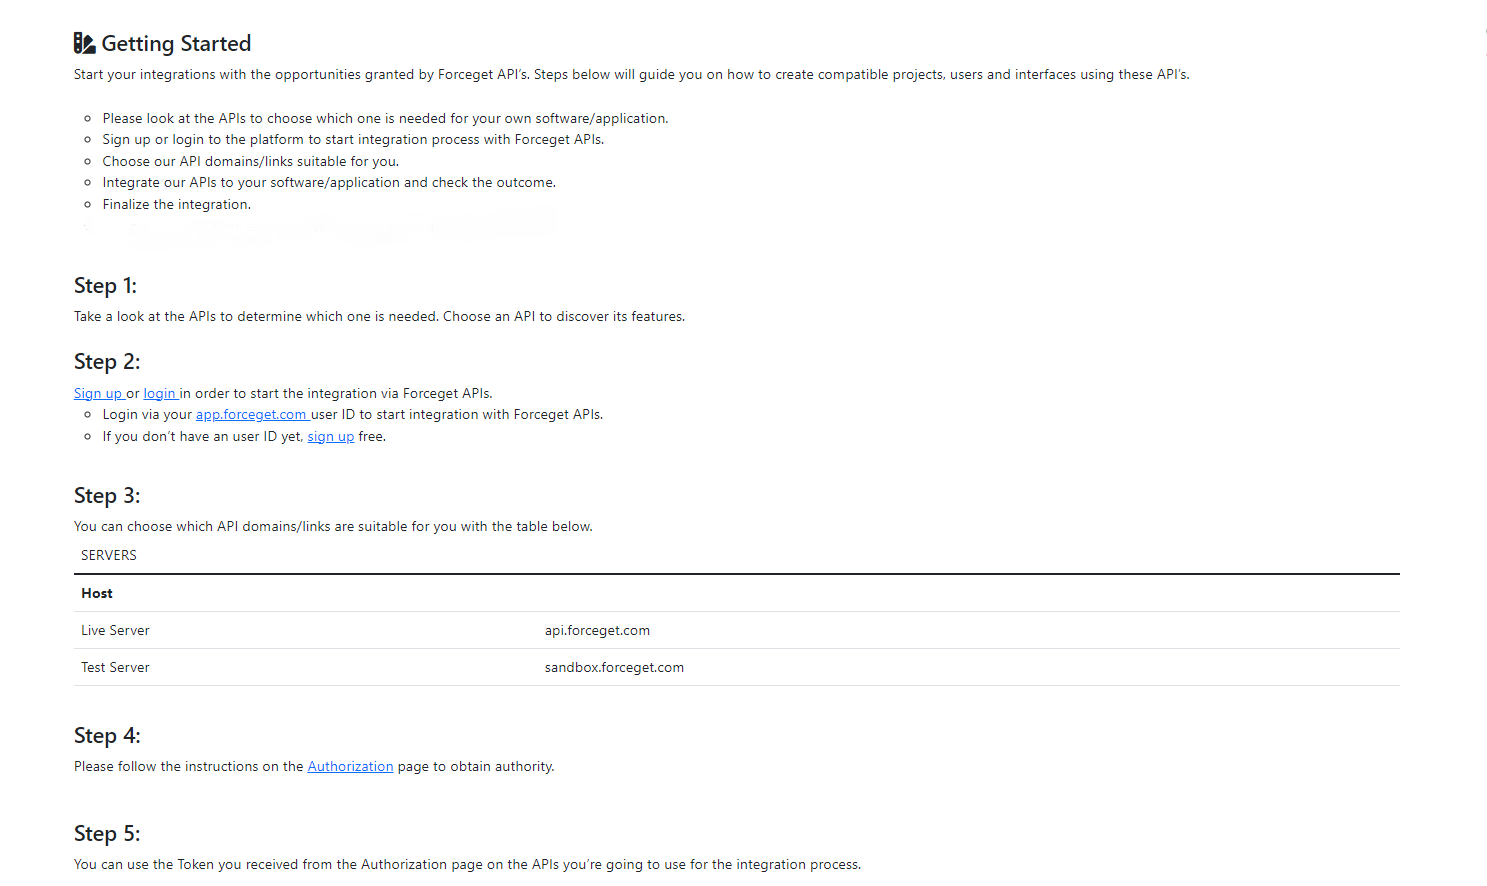 Getting Started
Start your integrations with the opportunities granted by Forceget API's. Steps below will guide you on how to create compatible projects, users and interfaces using these API's.
Please look at the APIs to choose which one is needed for your own software/application.
Sign up or login to the platform to start integration process with Forceget APIs.
Choose our API domains/links suitable for you.
Integrate our APIs to your software/application and check the outcome.
Finalize the integration.
Step 1:
Take a look at the APIs to determine which one is needed. Choose an API to discover its features.
Step 2:
Sign up or login in order to start the integration via Forceget APIs.
Login via your app.forceget.com user ID to start integration with Forceget APIs.
If you don't have an user ID yet, sign up free.
Step 3:
You can choose which API domains/links are suitable for you with the table below.
SERVERS
Host
Live Server api.forceget.com
Test Server sandbox.forceget.com
Step 4:
Please follow the instructions on the Authorization page to obtain authority.
Step 5:
You can use the Token you received from the Authorization page on the APIs you're going to use for the integration process.